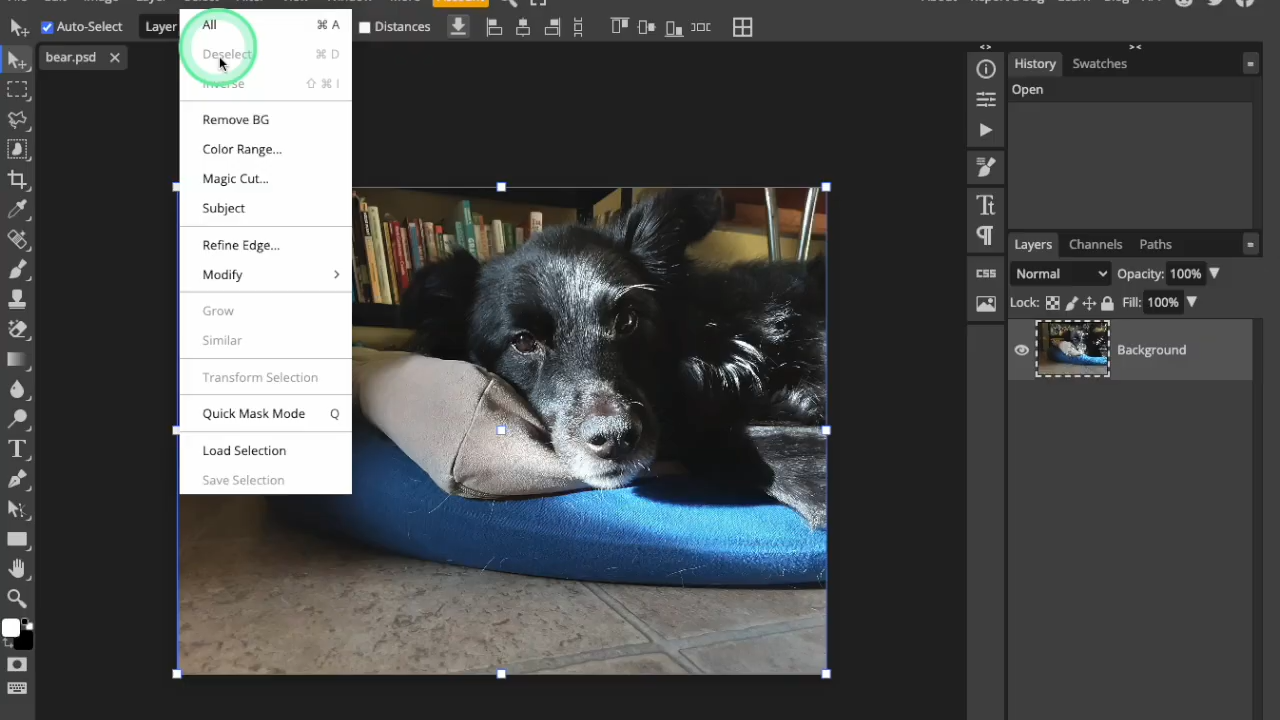 Auto-Select
Layer
Distances
bear.psd
All
⌘ A
Deselect
⌘ D
Inverse
⇧ ⌘ I
Remove BG
Color Range...
Magic Cut...
Subject
Refine Edge...
Modify
Grow
Similar
Transform Selection
Quick Mask Mode
Q
Load Selection
Save Selection
History
Swatches
Open
CSS
Layers
Channels
Paths
Normal
Opacity: 100%
Lock:
Fill: 100%
Background